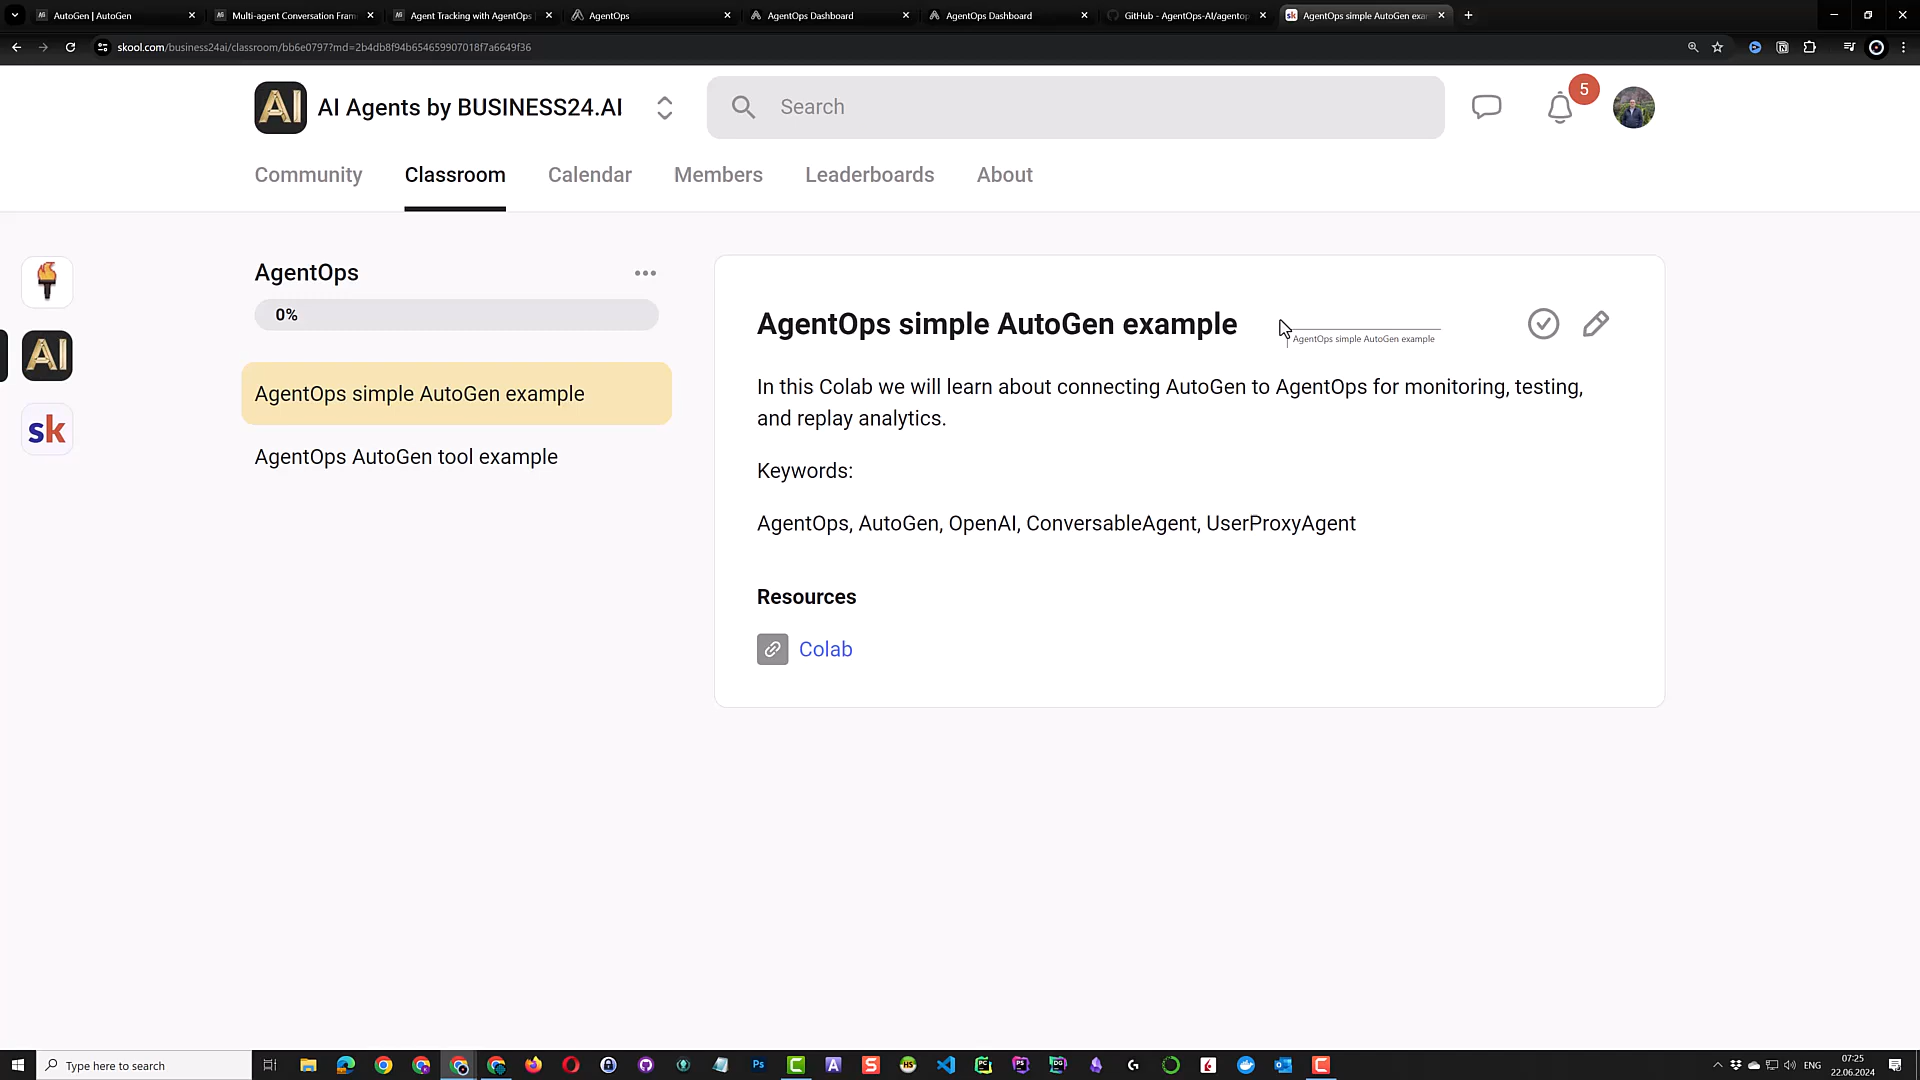 AutoGen | AutoGen
Multi-agent Conversation Fram
Agent Tracking with AgentOps
AgentOps
AgentOps Dashboard
AgentOps Dashboard
GitHub - AgentOps-AI/agentop
AgentOps simple AutoGen exam
skool.com/business24ai/classroom/bb6e0797?md=2b4db8f94b654659907018f7a6649f36
AI
AI Agents by BUSINESS24.AI
Search
5
Community
Classroom
Calendar
Members
Leaderboards
About
AgentOps
0%
AgentOps simple AutoGen example
AgentOps AutoGen tool example
AI
sk
AgentOps simple AutoGen example
AgentOps simple AutoGen example
In this Colab we will learn about connecting AutoGen to AgentOps for monitoring, testing,
and replay analytics.
Keywords:
AgentOps, AutoGen, OpenAI, ConversableAgent, UserProxyAgent
Resources
Colab
Type here to search
ENG
07:25
22.06.2024